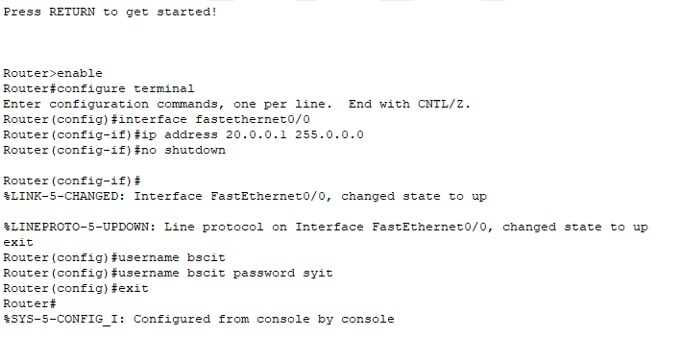 Press RETURN to get started!
Router>enable
Router#configure terminal
Enter configuration commands, one per line.  End with CNTL/Z.
Router(config)#interface fastethernet0/0
Router(config-if)#ip address 20.0.0.1 255.0.0.0
Router(config-if)#no shutdown
Router(config-if)#
%LINK-5-CHANGED: Interface FastEthernet0/0, changed state to up
%LINEPROTO-5-UPDOWN: Line protocol on Interface FastEthernet0/0, changed state to up
exit
Router(config)#username bscit
Router(config)#username bscit password syit
Router(config)#exit
Router#
%SYS-5-CONFIG_I: Configured from console by console